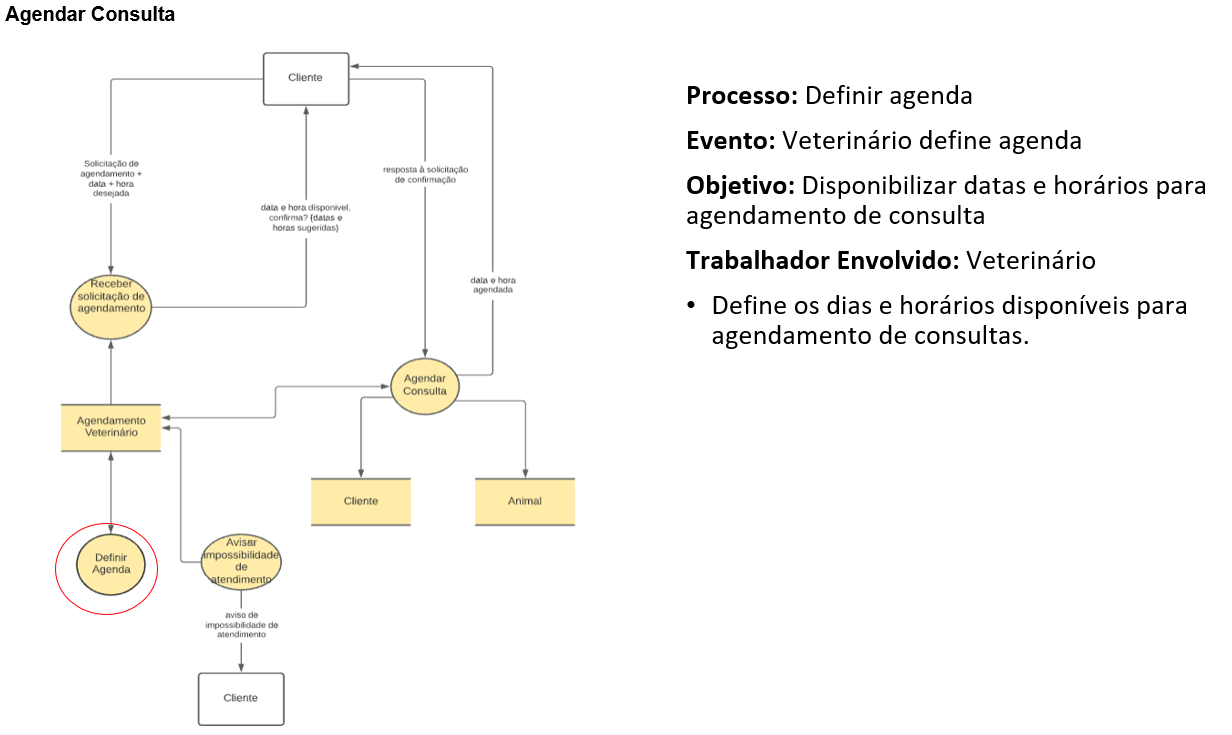 Agendar Consulta
Cliente
Solicitação de
agendamento +
data + hora
desejada
data e hora disponivel,
confirma? {datas e
horas sugeridas}
resposta à solicitação
de confirmação
data e hora
agendada
Receber
solicitação de
agendamento
Agendar
Consulta
Agendamento
Veterinário
Cliente
Animal
Definir
Agenda
Avisar
impossibilidade
de
atendimento
aviso de
impossibilidade de
atendimento
Cliente
Processo: Definir agenda
Evento: Veterinário define agenda
Objetivo: Disponibilizar datas e horários para
agendamento de consulta
Trabalhador Envolvido: Veterinário
• Define os dias e horários disponíveis para
agendamento de consultas.